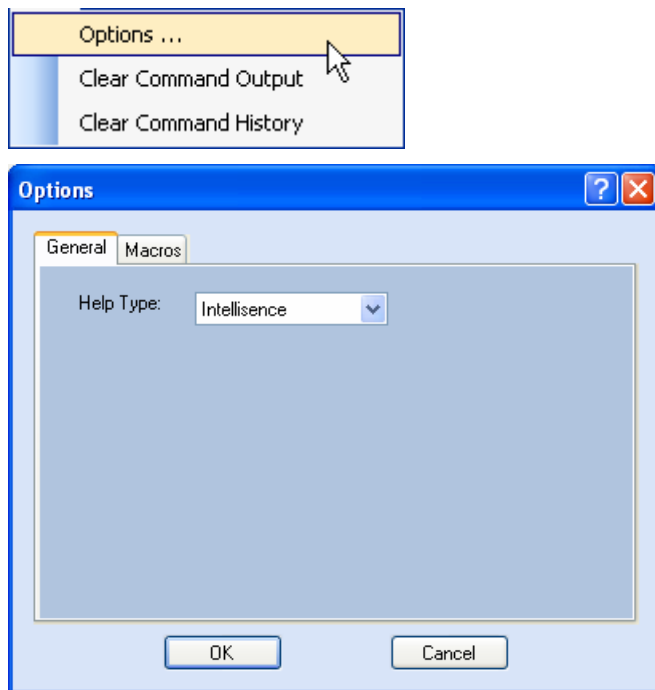 Options ...
Clear Command Output
Clear Command History
Options
General Macros
Help Type: Intellisence
OK Cancel